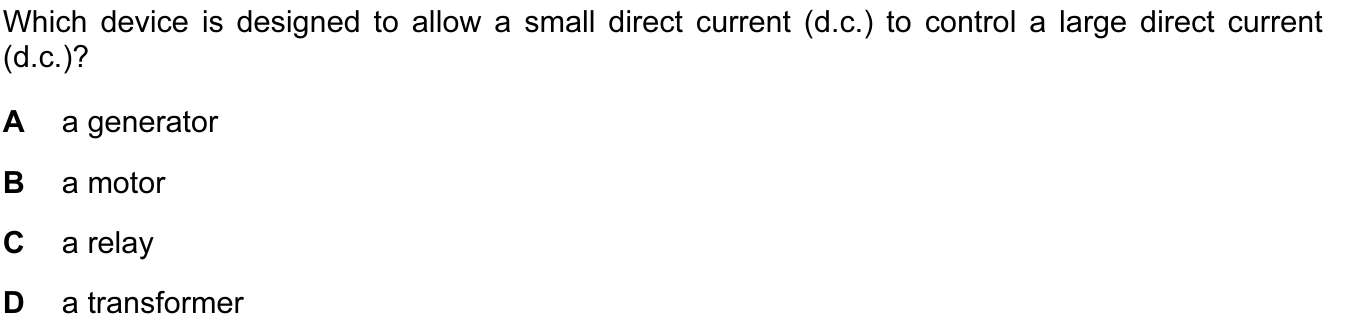 Which device is designed to allow a small direct current (d.c.) to control a large direct current
(d.c.)?
A a generator
B a motor
C a relay
D a transformer